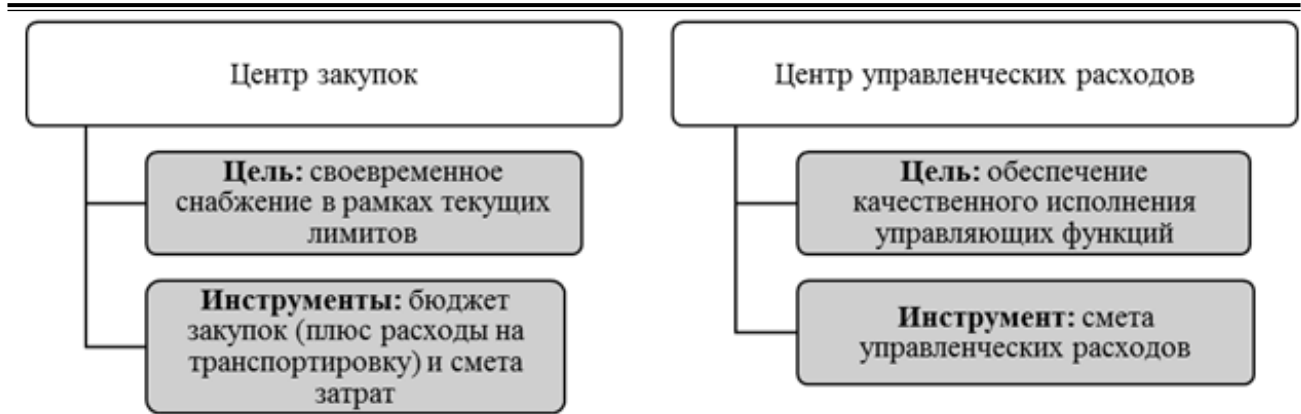 Центр закупок
Цель: своевременное
снабжение в рамках текущих
лимитов
Инструменты: бюджет
закупок (плюс расходы на
транспортировку) и смета
затрат
Центр управленческих расходов
Цель: обеспечение
качественного исполнения
управляющих функций
Инструмент: смета
управленческих расходов